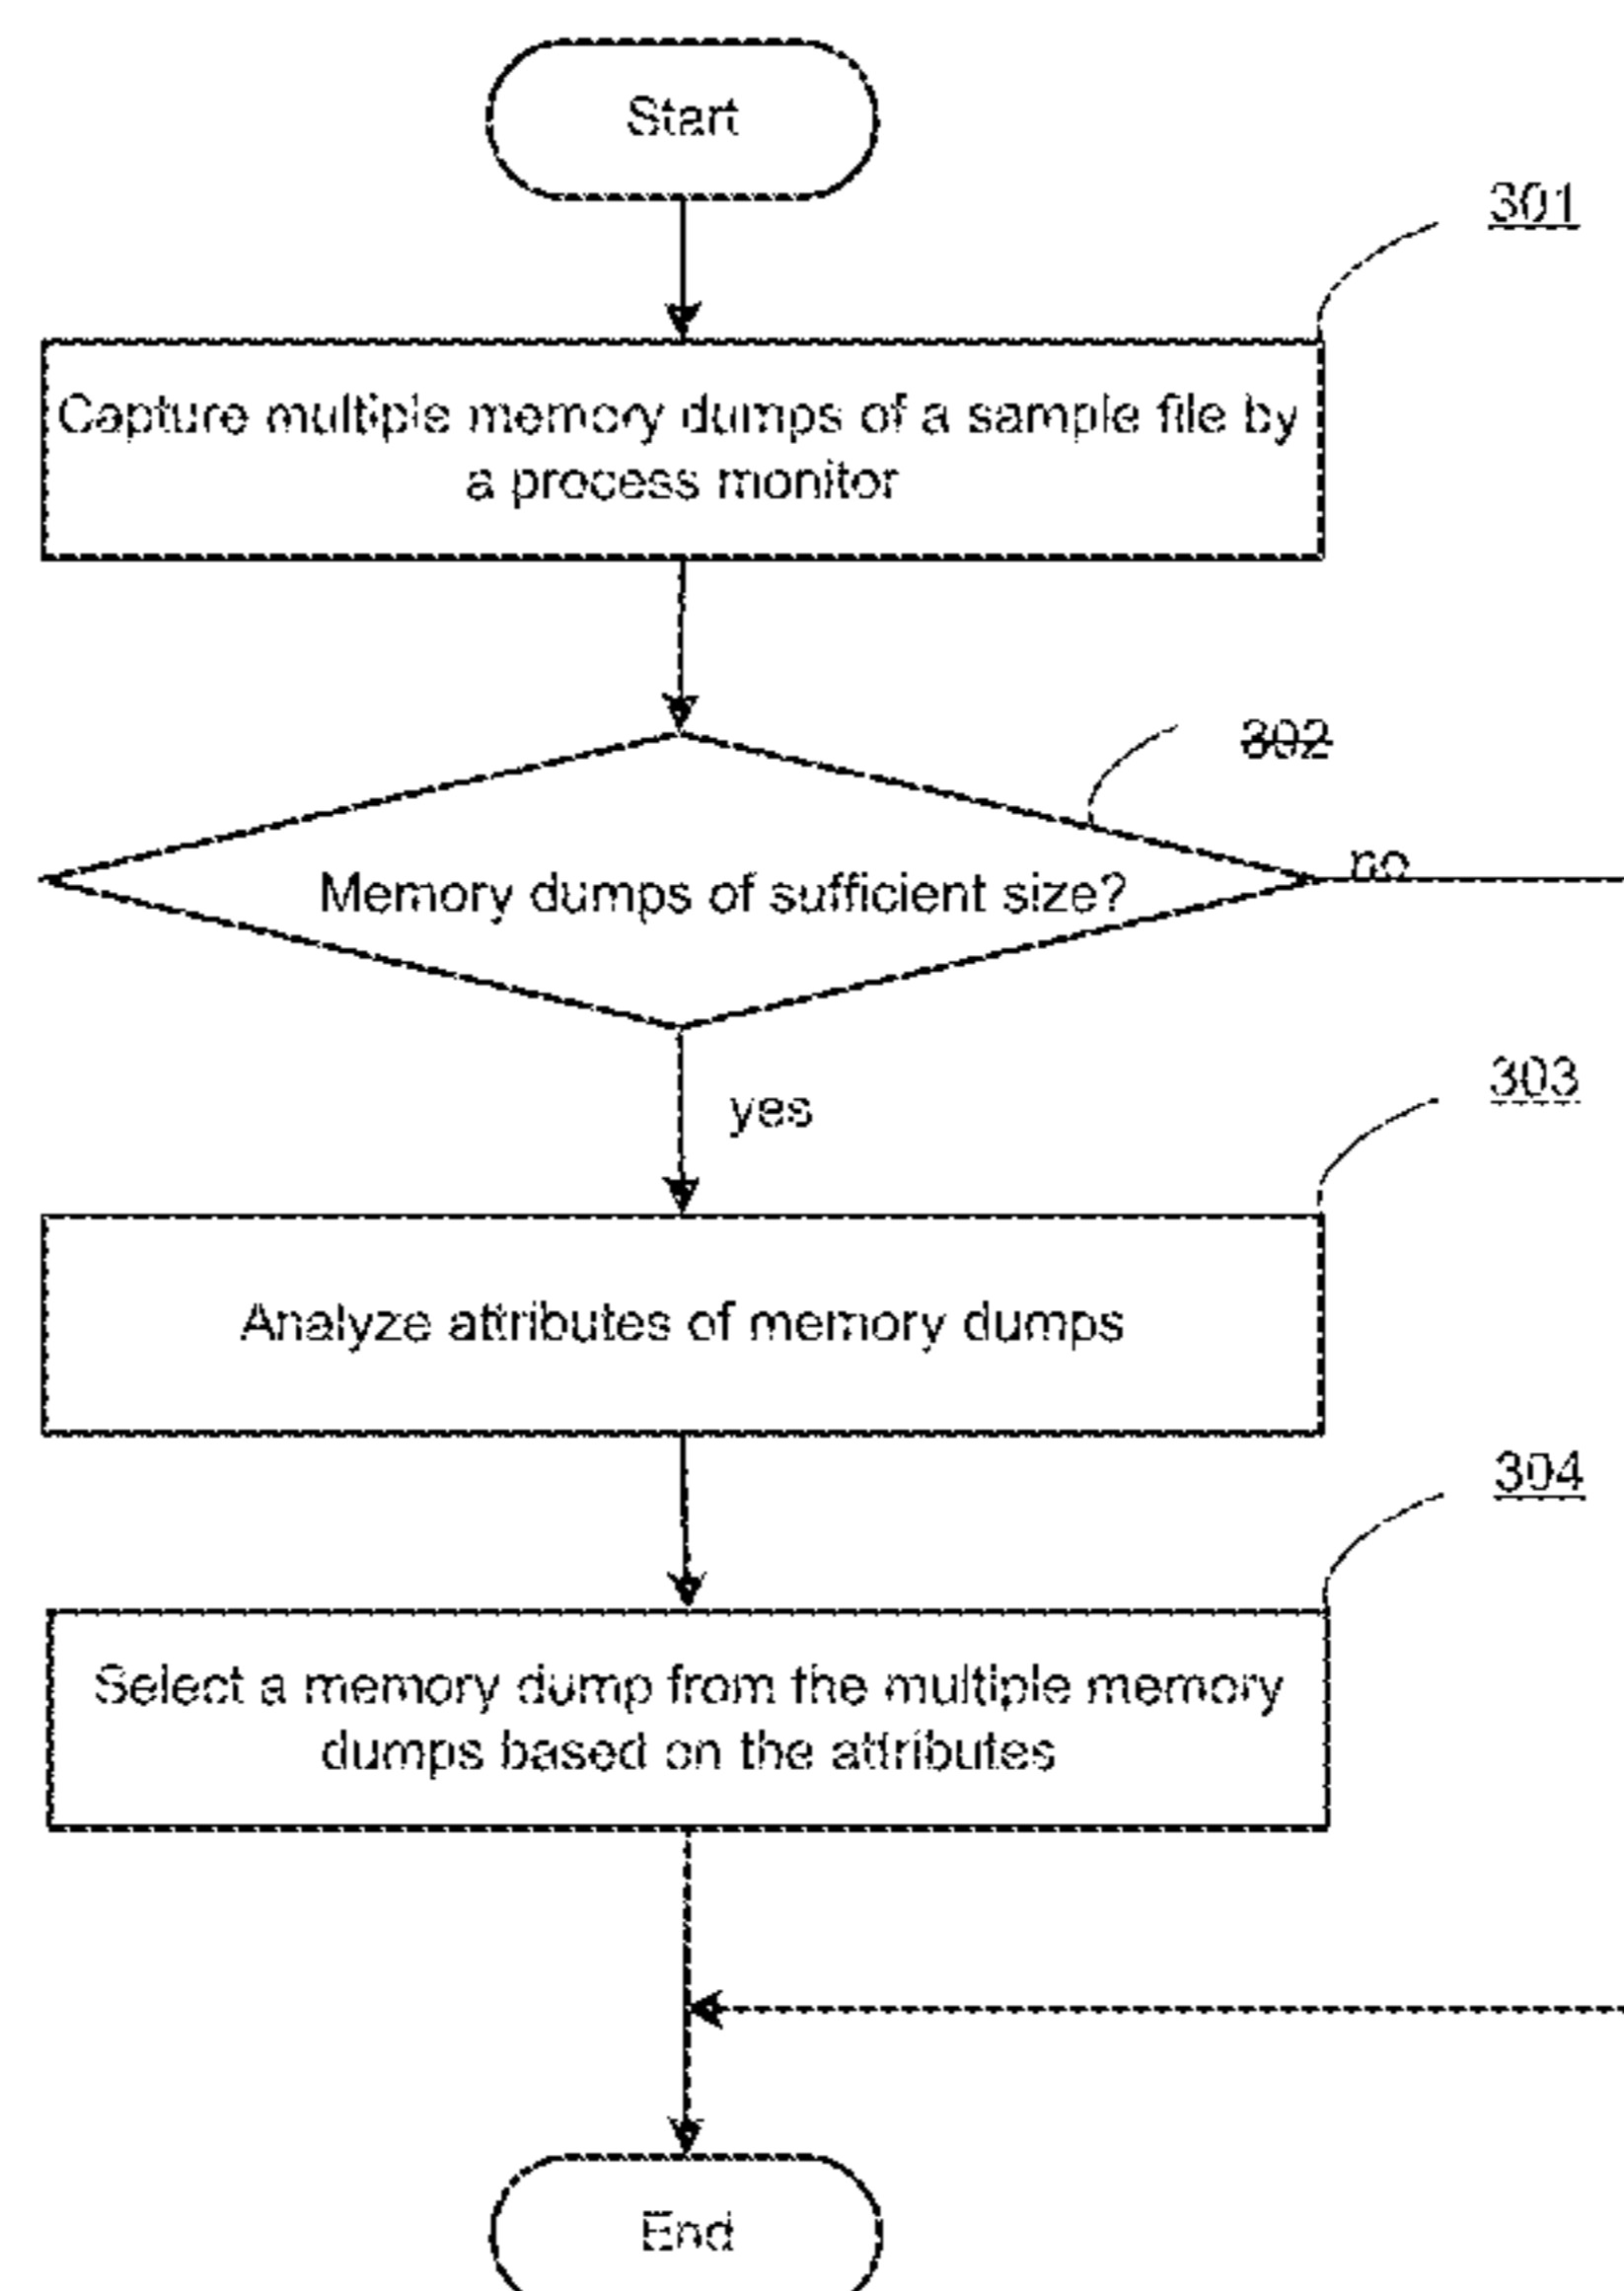 Start
301
Capture multiple memory dumps of a sample file by
a process monitor
302
no
Memory dumps of sufficient size?
yes
303
Analyze attributes of memory dumps
304
Select a memory dump from the multiple memory
dumps based on the attributes
End